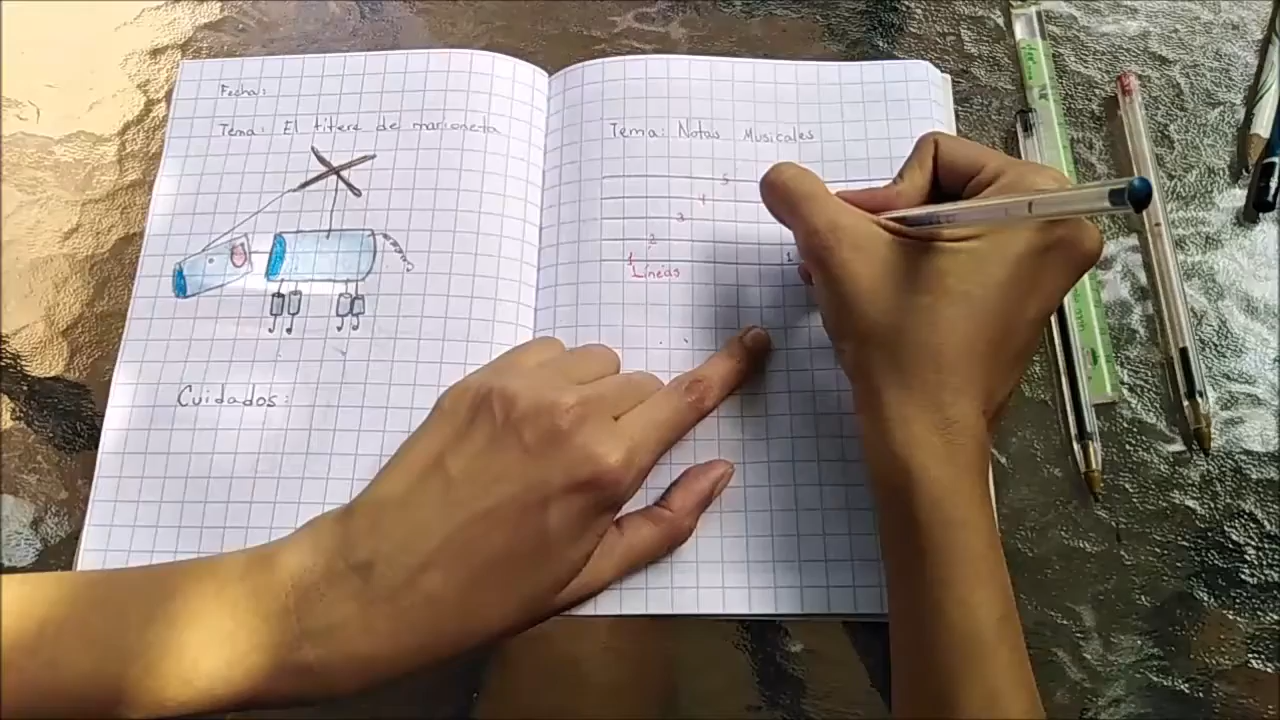 Fecha:
Tema: El titere de marioneta
Cuidados:
Tema: Notas Musicales
5
4
3
2
1 1
Líneas